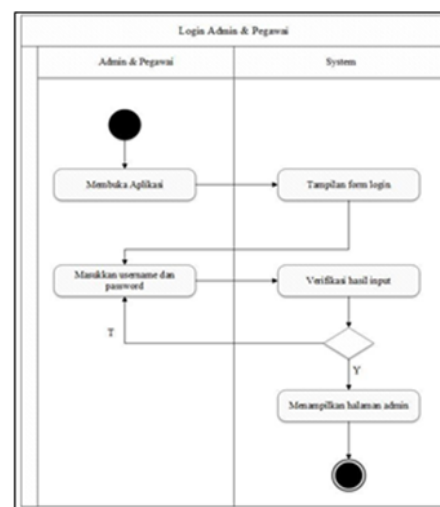 Login Admin & Pegawai
Admin & Pegawai
System
Membuka Aplikasi
Tampilan form login
Masukkan username dan
password
Verifikasi hasil input
T
Y
Menampilkan halaman admin